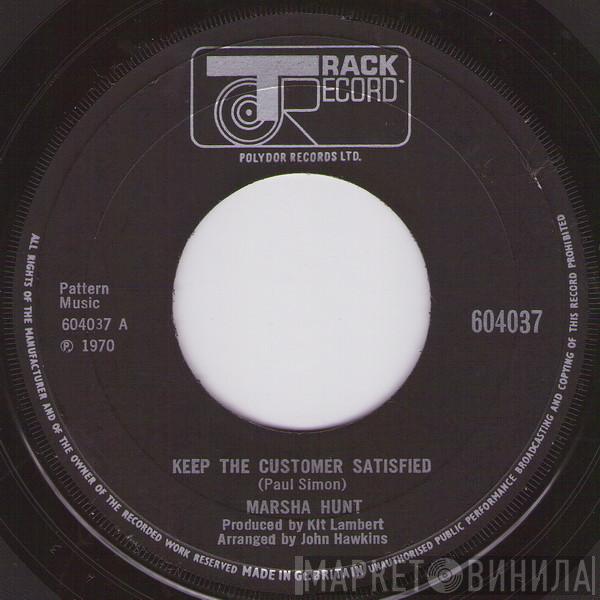 TRACK
RECORD
POLYDOR RECORDS LTD.
Pattern
Music
604037 A
℗ 1970
604037
KEEP THE CUSTOMER SATISFIED
(Paul Simon)
MARSHA HUNT
Produced by Kit Lambert
Arranged by John Hawkins
ALL RIGHTS OF THE MANUFACTURER AND OF THE OWNER OF THE RECORDED WORK RESERVED MADE IN GT. BRITAIN UNAUTHORISED PUBLIC PERFORMANCE BROADCASTING AND COPYING OF THIS RECORD PROHIBITED
МАРКЕТ ВИНИЛА